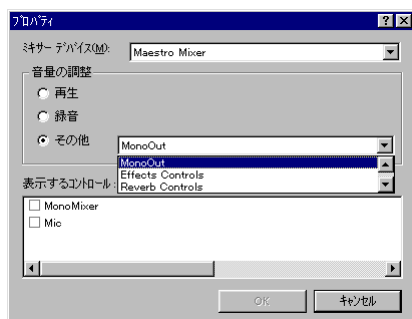 プロパティ
ミキサー デバイス(M): Maestro Mixer
音量の調整
再生
録音
その他 MonoOut
MonoOut
Effects Controls
Reverb Controls
表示するコントロール:
MonoMixer
Mic
OK キャンセル